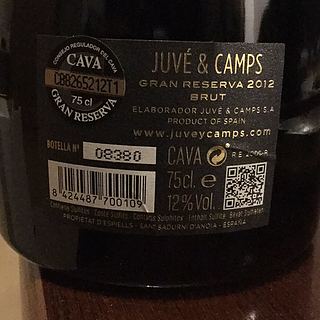 CONSEJO REGULADOR DEL CAVA
CAVA
CB8265212T1
75 cl
GRAN RESERVA
JUVÉ & CAMPS
GRAN RESERVA 2012
BRUT
ELABORADOR JUVÉ & CAMPS S.A
PRODUCT OF SPAIN
www.juveycamps.com
BOTELLA Nº 08380
CAVA
75cl. e
12% Vol.
8 424487 700109
PROPIETAT D'ESPIELLS - SANT SADURNÍ D'ANOIA - ESPAÑA